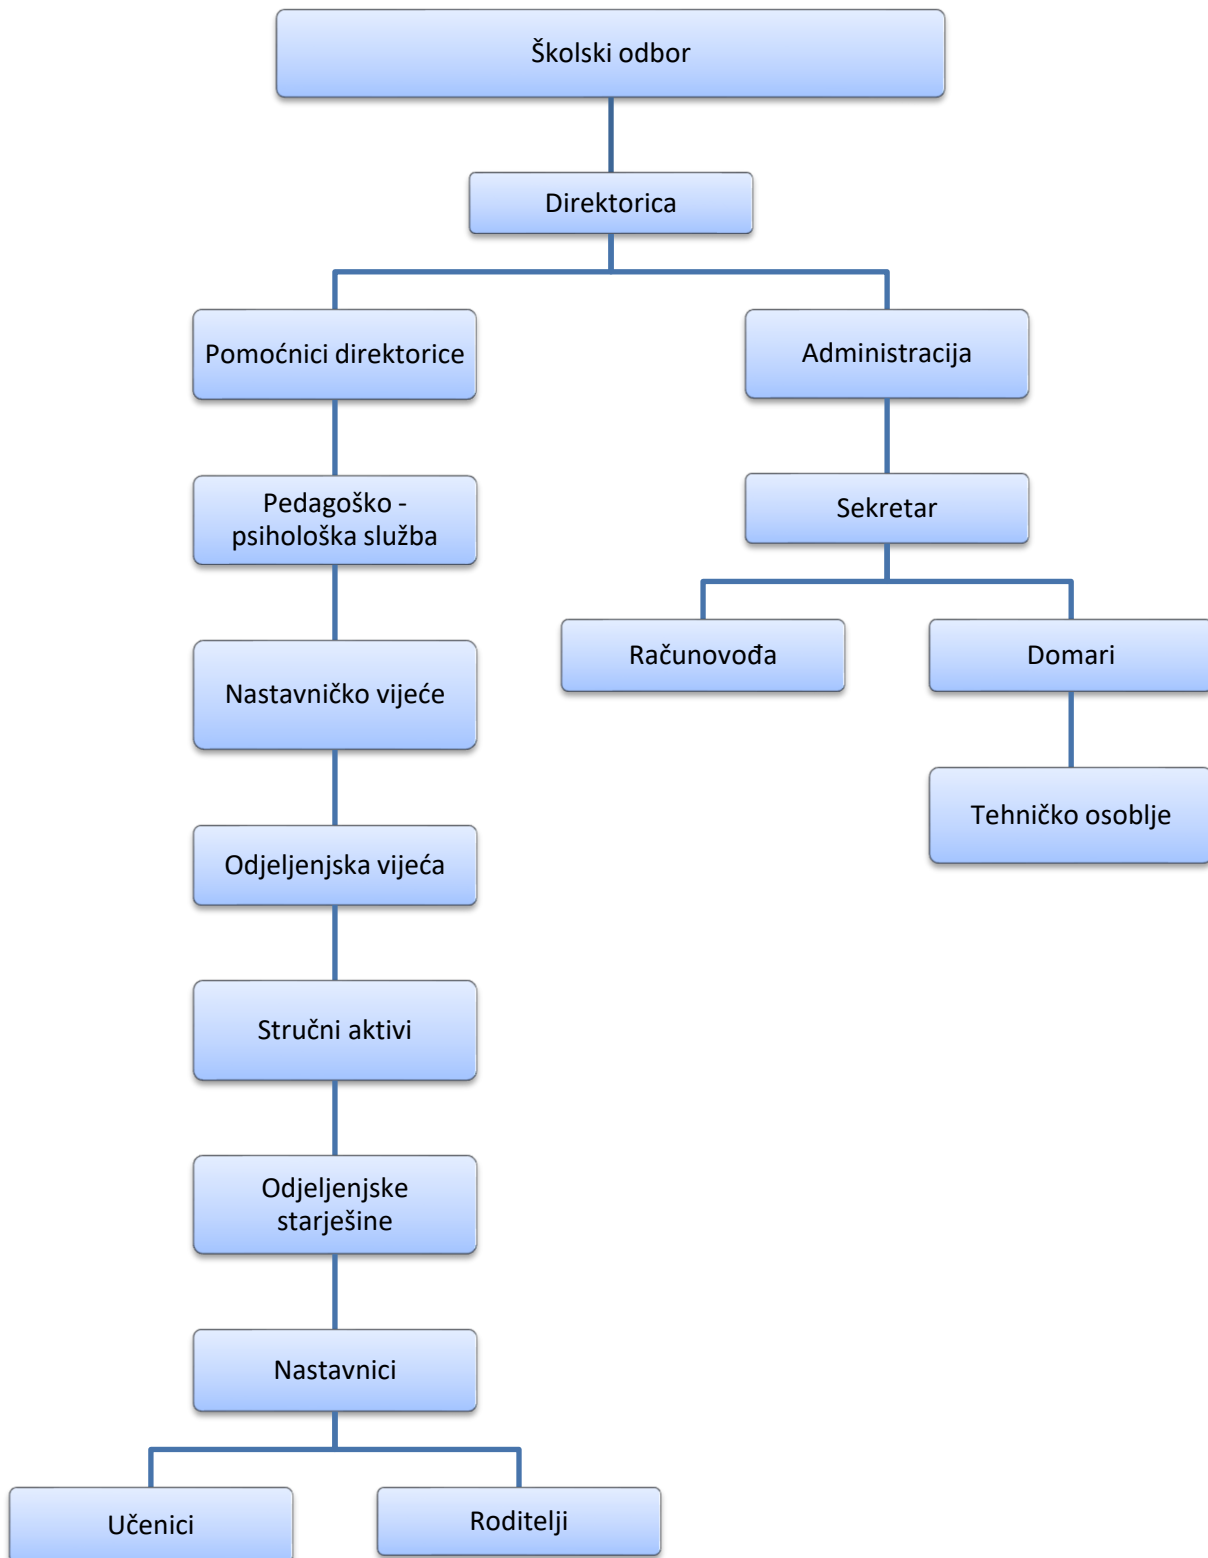 Školski odbor
Direktorica
Pomoćnici direktorice
Administracija
Pedagoško -
psihološka služba
Sekretar
Nastavničko vijeće
Računovođa
Domari
Odjeljenjska vijeća
Tehničko osoblje
Stručni aktivi
Odjeljenjske
starješine
Nastavnici
Učenici
Roditelji